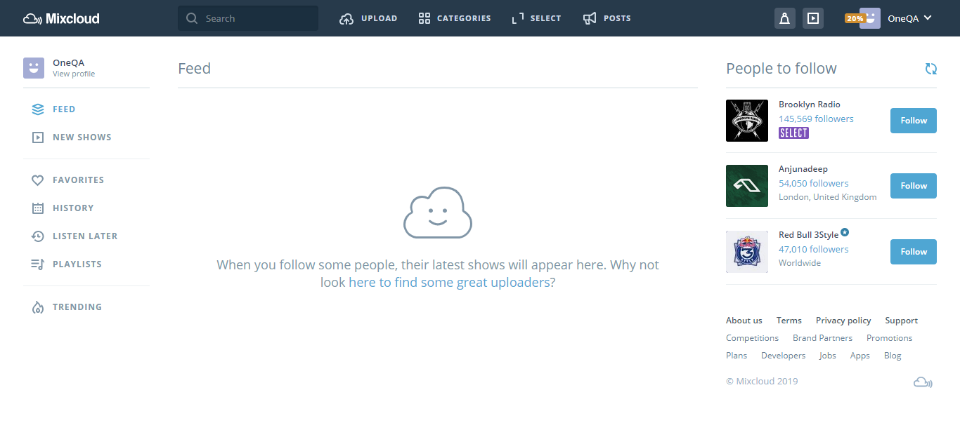 Mixcloud
Search
UPLOAD
CATEGORIES
SELECT
POSTS
20%
OneQA
OneQA
View profile
FEED
NEW SHOWS
FAVORITES
HISTORY
LISTEN LATER
PLAYLISTS
TRENDING
Feed
When you follow some people, their latest shows will appear here. Why not
look here to find some great uploaders?
People to follow
Brooklyn Radio
145,569 followers
SELECT
Follow
Anjunadeep
54,050 followers
London, United Kingdom
Follow
Red Bull 3Style
47,010 followers
Worldwide
Follow
About us Terms Privacy policy Support
Competitions Brand Partners Promotions
Plans Developers Jobs Apps Blog
© Mixcloud 2019